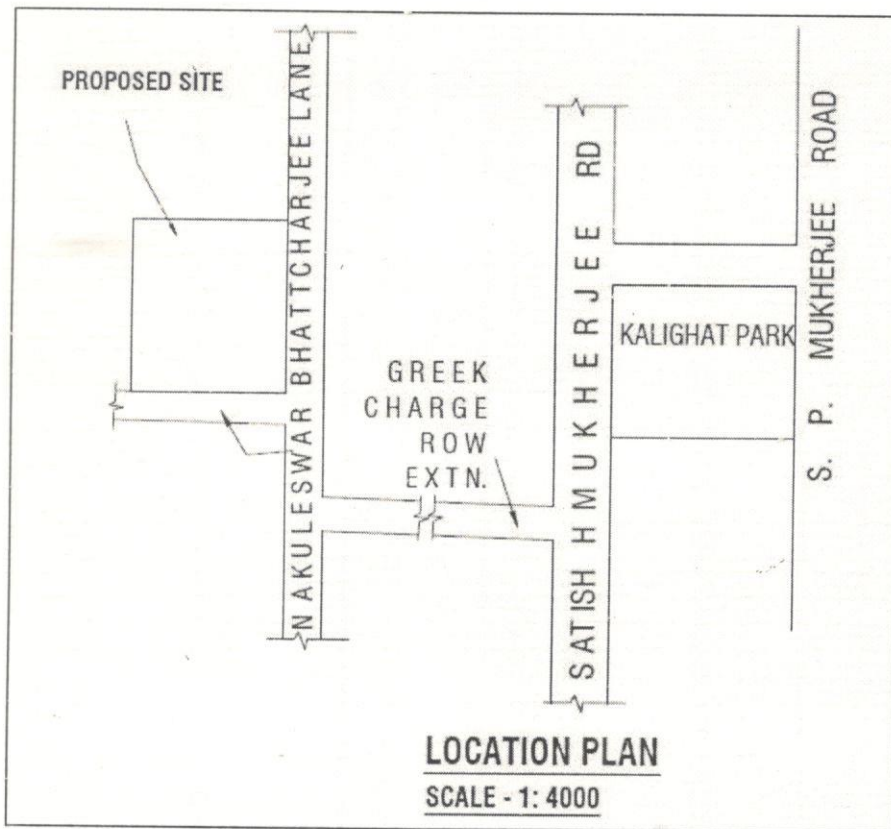 PROPOSED SITE
NAKULESWAR BHATTCHARJEE LANE
GREEK
CHARGE
ROW
EXTN.
SATISH HMUKHERJEE RD
KALIGHAT PARK
S. P. MUKHERJEE ROAD
LOCATION PLAN
SCALE - 1: 4000